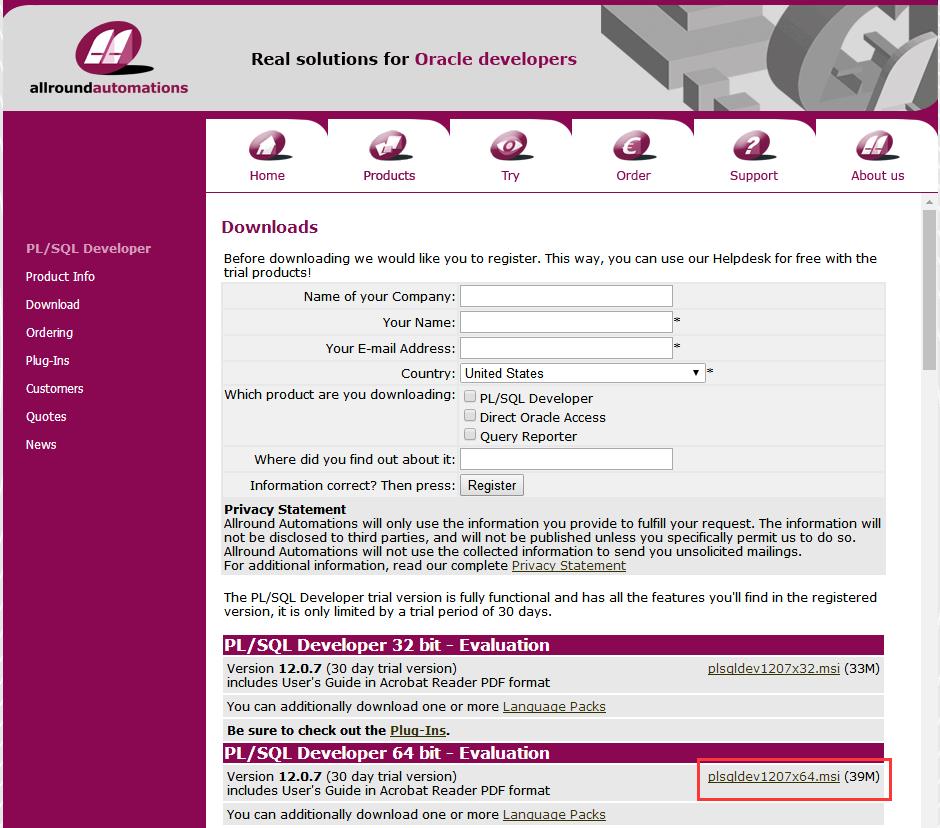 allroundautomations
Real solutions for Oracle developers
Home
Products
Try
Order
Support
About us
PL/SQL Developer
Product Info
Download
Ordering
Plug-Ins
Customers
Quotes
News
Downloads
Before downloading we would like you to register. This way, you can use our Helpdesk for free with the
trial products!
Name of your Company:
Your Name: *
Your E-mail Address: *
Country: United States *
Which product are you downloading: PL/SQL Developer
Direct Oracle Access
Query Reporter
Where did you find out about it:
Information correct? Then press: Register
Privacy Statement
Allround Automations will only use the information you provide to fulfill your request. The information will
not be disclosed to third parties, and will not be published unless you specifically permit us to do so.
Allround Automations will not use the collected information to send you unsolicited mailings.
For additional information, read our complete Privacy Statement
The PL/SQL Developer trial version is fully functional and has all the features you'll find in the registered
version, it is only limited by a trial period of 30 days.
PL/SQL Developer 32 bit - Evaluation
Version 12.0.7 (30 day trial version) plsqldev1207x32.msi (33M)
includes User's Guide in Acrobat Reader PDF format
You can additionally download one or more Language Packs
Be sure to check out the Plug-Ins.
PL/SQL Developer 64 bit - Evaluation
Version 12.0.7 (30 day trial version) plsqldev1207x64.msi (39M)
includes User's Guide in Acrobat Reader PDF format
You can additionally download one or more Language Packs